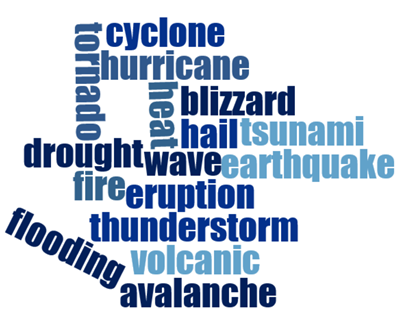 cyclone
tornado
hurricane
heat
blizzard
hail
tsunami
drought
wave
earthquake
fire
eruption
thunderstorm
flooding
volcanic
avalanche